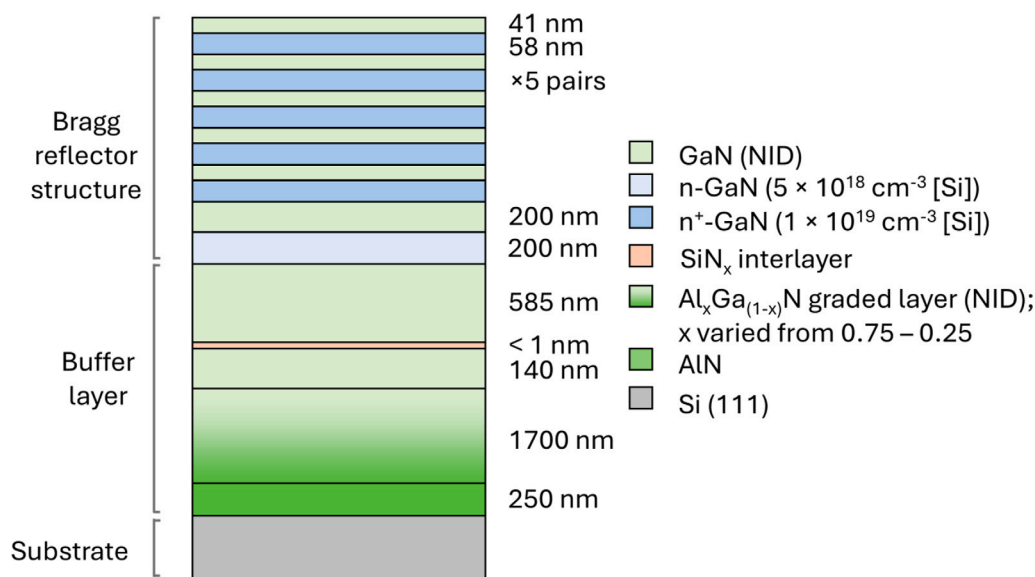 41 nm
58 nm
×5 pairs
Bragg
reflector
structure
200 nm
200 nm
585 nm
< 1 nm
140 nm
Buffer
layer
1700 nm
250 nm
Substrate
GaN (NID)
n-GaN (5 × 10¹⁸ cm⁻³ [Si])
n⁺-GaN (1 × 10¹⁹ cm⁻³ [Si])
SiNₓ interlayer
AlₓGa₍₁₋ₓ₎N graded layer (NID);
x varied from 0.75 – 0.25
AlN
Si (111)